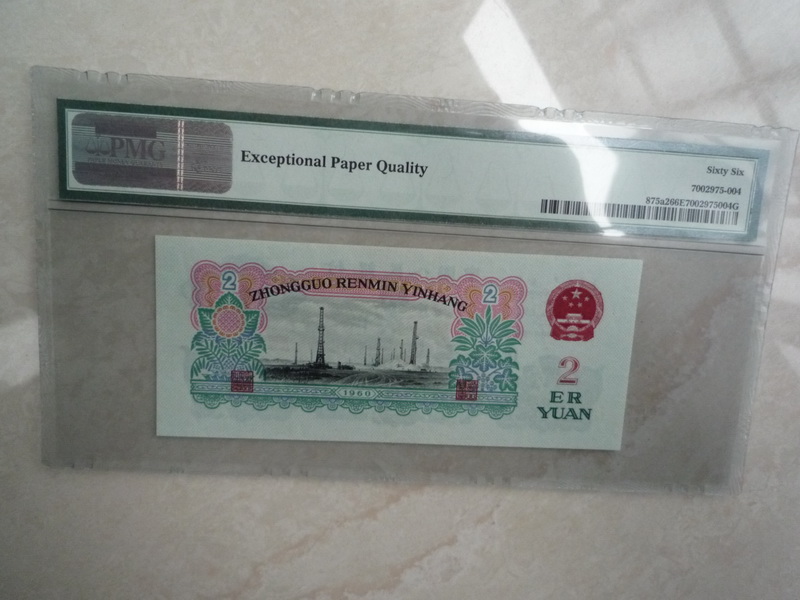 PMG
Exceptional Paper Quality
Sixty Six
7002975-004
875a266E7002975004G
2
2
ZHONGGUO RENMIN YINHANG
1960
2
ER
YUAN